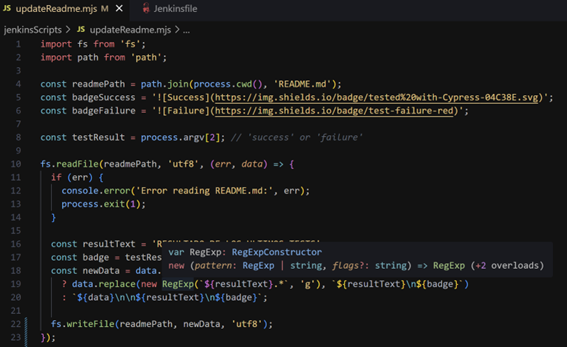 JS updateReadme.mjs M × Jenkinsfile
jenkinsScripts > JS updateReadme.mjs > ...
1 import fs from 'fs';
2 import path from 'path';
3
4 const readmePath = path.join(process.cwd(), 'README.md');
5 const badgeSuccess = '![Success](https://img.shields.io/badge/tested%20with-Cypress-04C38E.svg)';
6 const badgeFailure = '![Failure](https://img.shields.io/badge/test-failure-red)';
7
8 const testResult = process.argv[2]; // 'success' or 'failure'
9
10 fs.readFile(readmePath, 'utf8', (err, data) => {
11 if (err) {
12 console.error('Error reading README.md:', err);
13 process.exit(1);
14 }
15
16 const resultText =
var RegExp: RegExpConstructor
17 const badge = testRes
new (pattern: RegExp | string, flags?: string) => RegExp (+2 overloads)
18 const newData = data.
19 ? data.replace(new RegExp(`${resultText}.*`, 'g'), `${resultText}\n${badge}`)
20 : `${data}\n\n${resultText}\n${badge}`;
21
22 fs.writeFile(readmePath, newData, 'utf8');
23 });